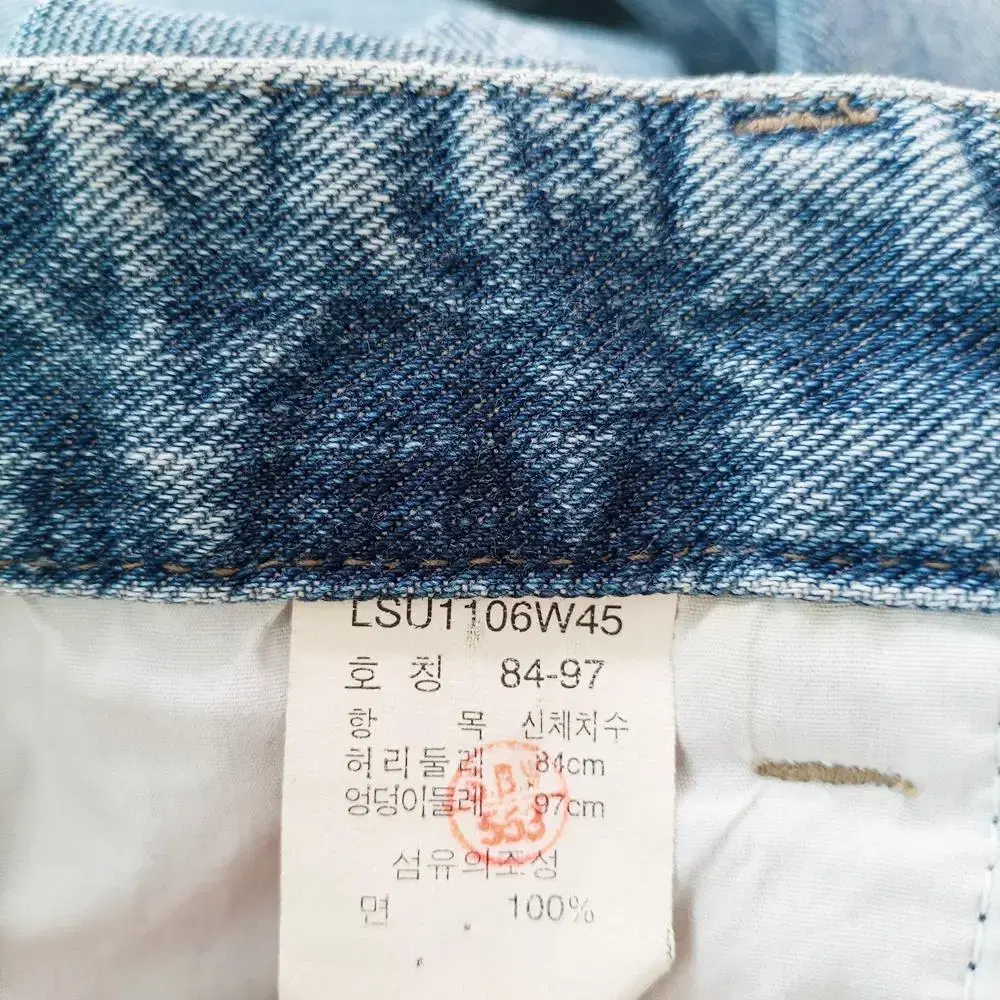 LSU1106W45
호 칭 84-97
항 목 신체치수
허리둘레 84cm
엉덩이둘레 97cm
553
섬유의조성
면 100%